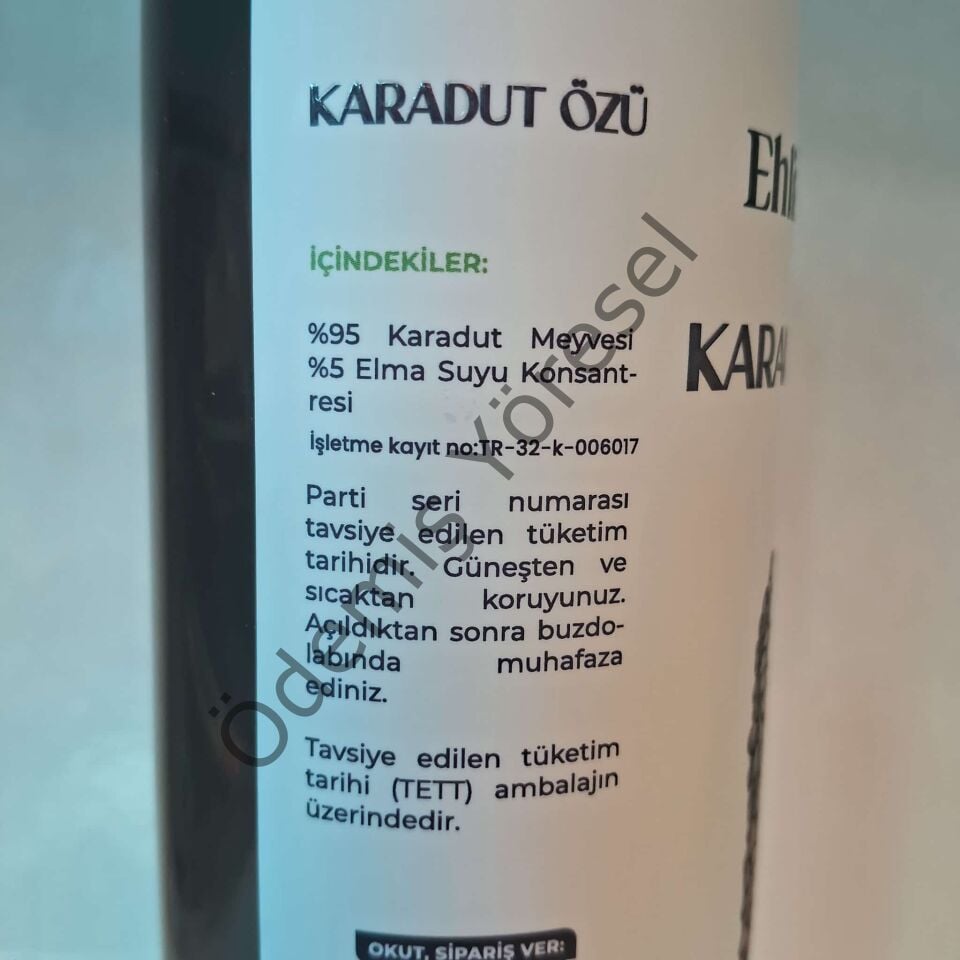 KARADUT ÖZÜ
İÇİNDEKİLER:
%95 Karadut Meyvesi
%5 Elma Suyu Konsant-
resi
İşletme kayıt no:TR-32-k-006017
Parti seri numarası
tavsiye edilen tüketim
tarihidir. Güneşten ve
sıcaktan koruyunuz.
Açıldıktan sonra buzdo-
labında muhafaza
ediniz.
Tavsiye edilen tüketim
tarihi (TETT) ambalajın
üzerindedir.
OKUT, SİPARİŞ VER:
Ödemiş Yöresel